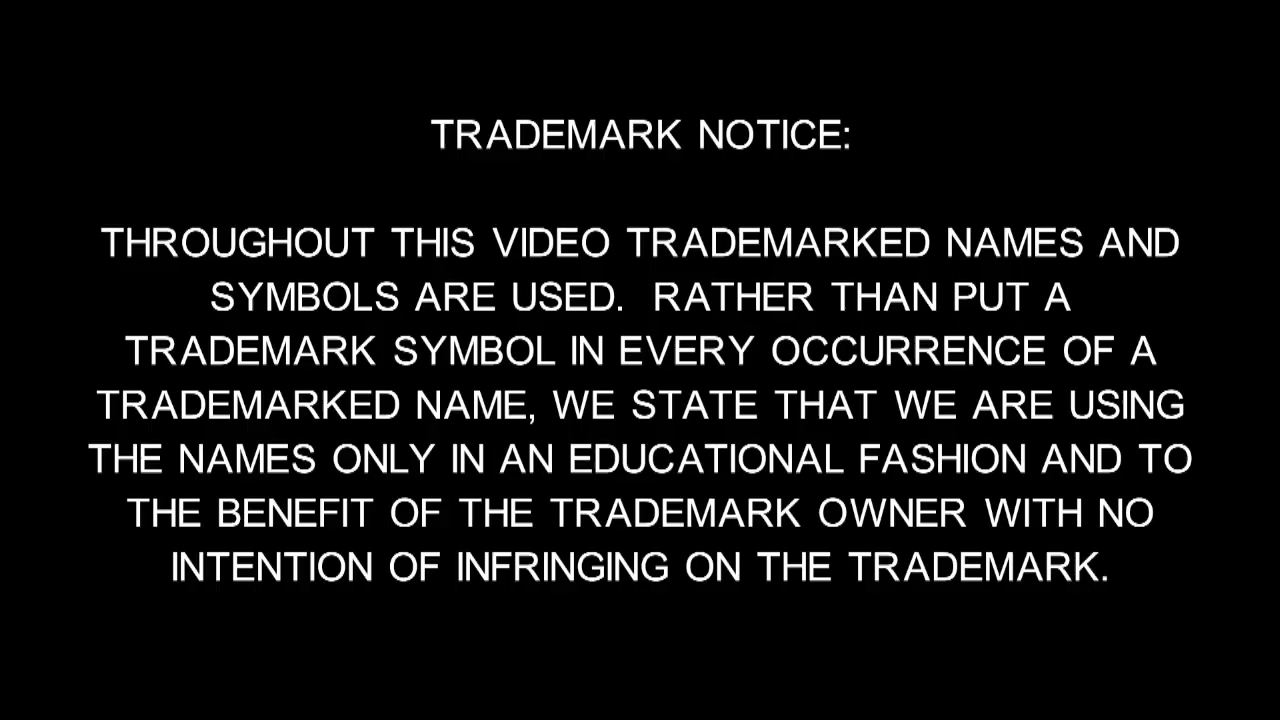 TRADEMARK NOTICE:
THROUGHOUT THIS VIDEO TRADEMARKED NAMES AND
SYMBOLS ARE USED.  RATHER THAN PUT A
TRADEMARK SYMBOL IN EVERY OCCURRENCE OF A
TRADEMARKED NAME, WE STATE THAT WE ARE USING
THE NAMES ONLY IN AN EDUCATIONAL FASHION AND TO
THE BENEFIT OF THE TRADEMARK OWNER WITH NO
INTENTION OF INFRINGING ON THE TRADEMARK.